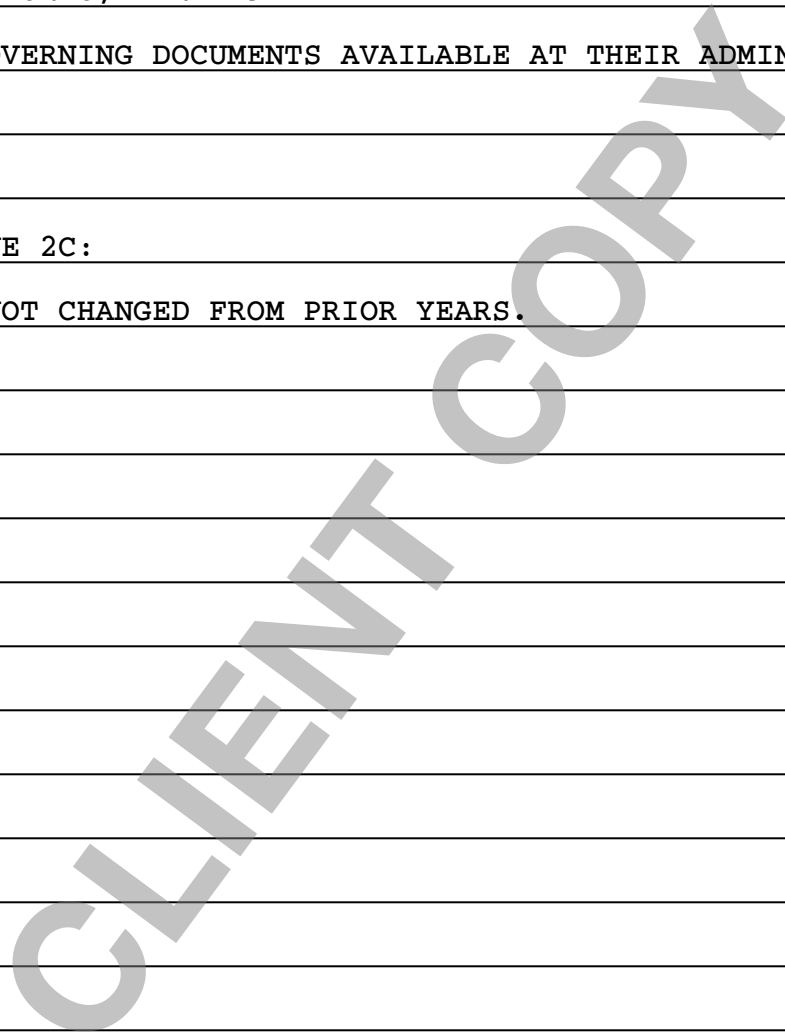 VERNING DOCUMENTS AVAILABLE AT THEIR ADMIN
E 2C:
OT CHANGED FROM PRIOR YEARS.
CLIENT COPY